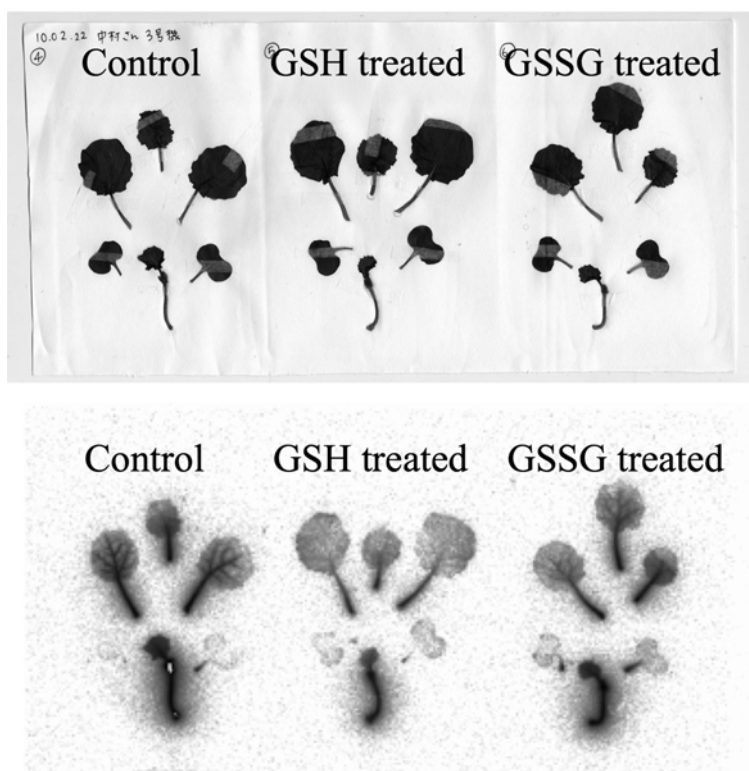 10.02.22 中村さん 3号機
④ Control
⑤ GSH treated
⑥ GSSG treated
Control
GSH treated
GSSG treated